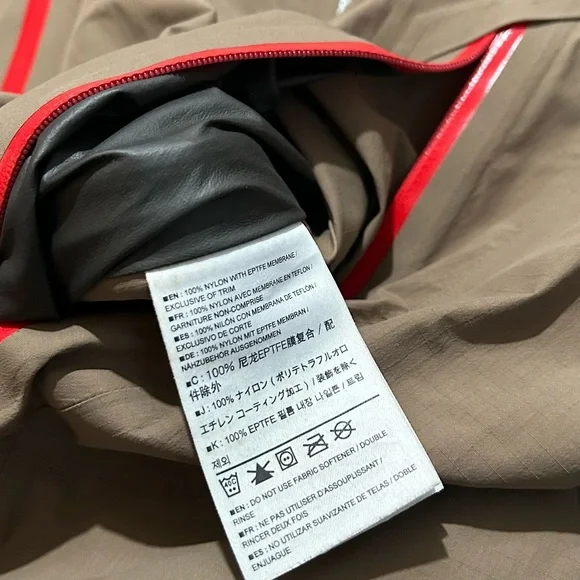 ■EN : 100% NYLON WITH EPTFE MEMBRANE /
EXCLUSIVE OF TRIM
■FR : 100% NYLON AVEC MEMBRANE EN TEFLON /
GARNITURE NON-COMPRISE
■ES : 100% NILÓN CON MEMBRANA DE TEFLON /
EXCLUSIVO DE CORTE
■DE : 100% NYLON MIT EPTFE MEMBRAN /
NAHZUBEHÖR AUSGENOMMEN
■C : 100% 尼龙EPTFE膜复合 / 配
件除外
■J : 100% ナイロン ( ポリテトラフルオロ
エチレン コーティング加工 ) / 装飾を除く
■K : 100% EPTFE 필름 내장 나일론 / 트림
제외
40C
■EN : DO NOT USE FABRIC SOFTENER / DOUBLE
RINSE
■FR : NE PAS UTILISER D'ASSOUPLISSANT /
RINCER DEUX FOIS
■ES : NO UTILIZEN SUAVIZANTE DE TELAS / DOBLE
ENJUAGUE